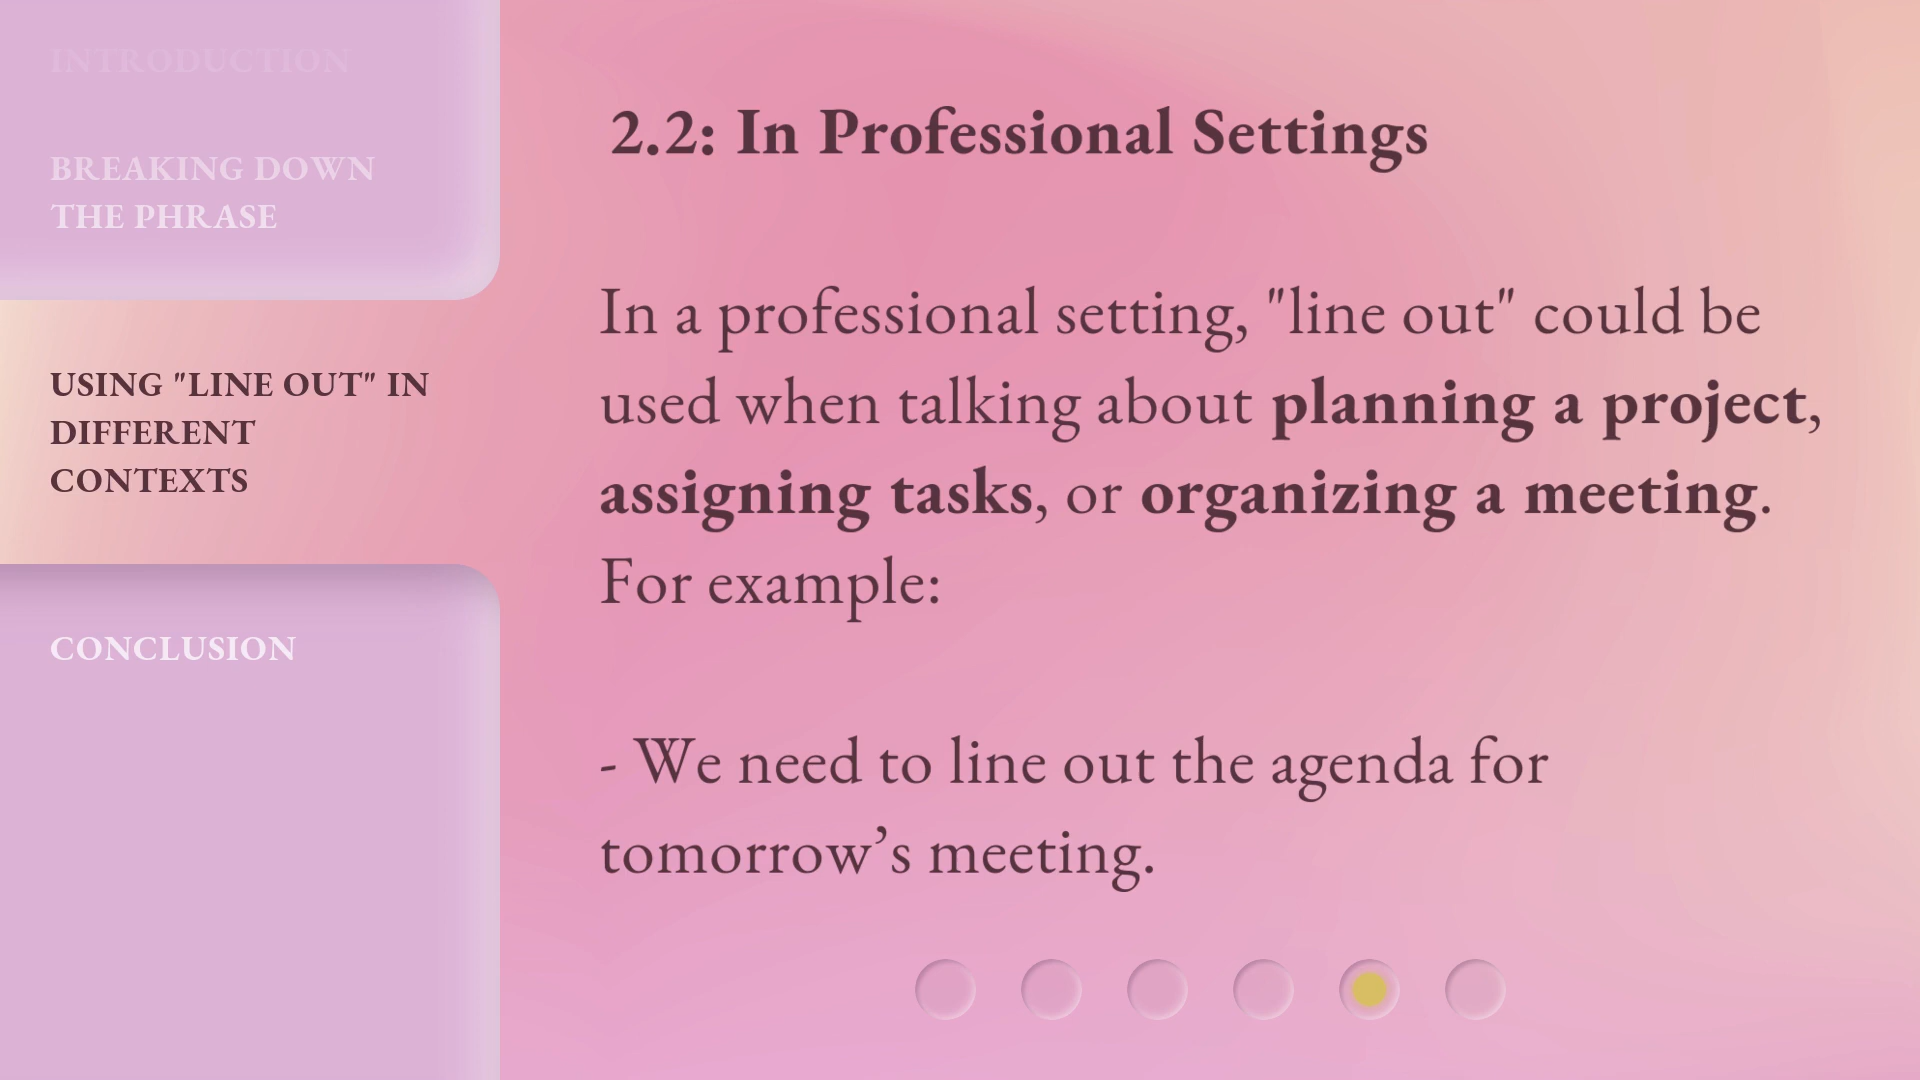 INTRODUCTION
BREAKING DOWN
THE PHRASE
USING "LINE OUT" IN
DIFFERENT
CONTEXTS
CONCLUSION
2.2: In Professional Settings
In a professional setting, "line out" could be
used when talking about planning a project,
assigning tasks, or organizing a meeting.
For example:
- We need to line out the agenda for
tomorrow’s meeting.